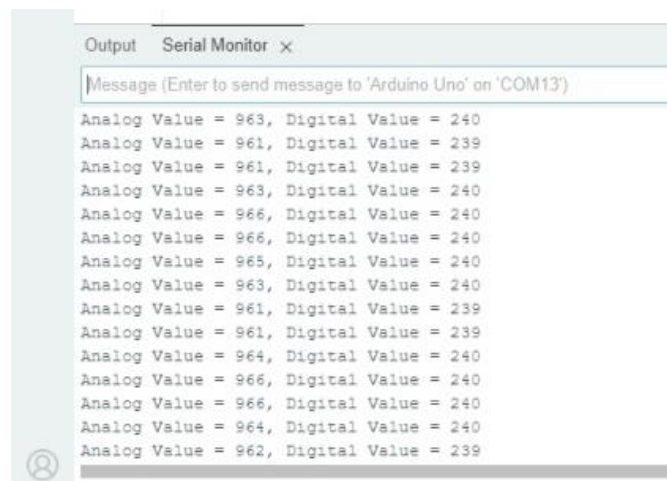 Output Serial Monitor ×
Message (Enter to send message to 'Arduino Uno' on 'COM13')
Analog Value = 963, Digital Value = 240
Analog Value = 961, Digital Value = 239
Analog Value = 961, Digital Value = 239
Analog Value = 963, Digital Value = 240
Analog Value = 966, Digital Value = 240
Analog Value = 966, Digital Value = 240
Analog Value = 965, Digital Value = 240
Analog Value = 963, Digital Value = 240
Analog Value = 961, Digital Value = 239
Analog Value = 961, Digital Value = 239
Analog Value = 964, Digital Value = 240
Analog Value = 966, Digital Value = 240
Analog Value = 966, Digital Value = 240
Analog Value = 964, Digital Value = 240
Analog Value = 962, Digital Value = 239